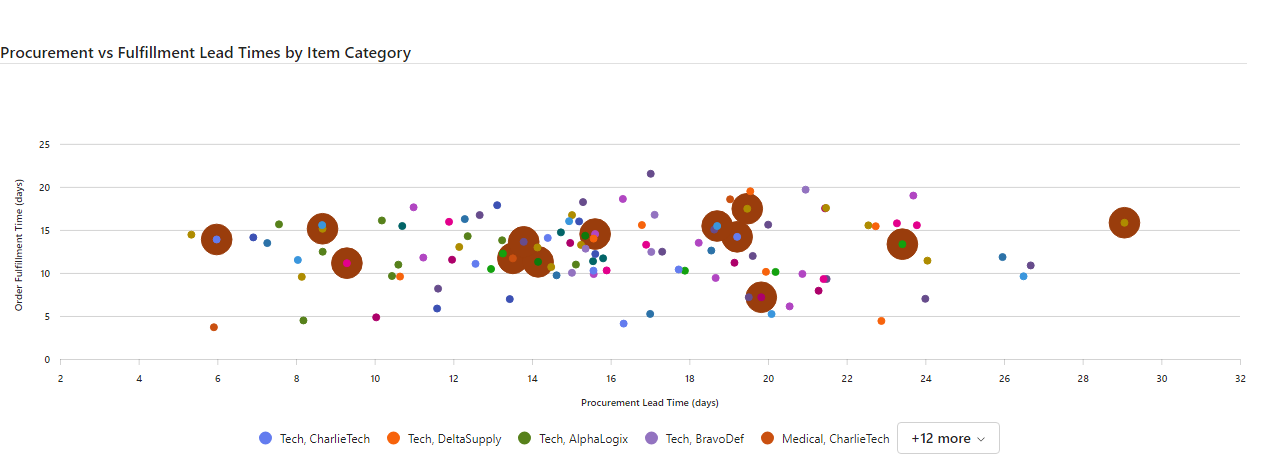 Procurement vs Fulfillment Lead Times by Item Category
Order Fulfillment Time (days)
25
20
15
10
5
0
2 4 6 8 10 12 14 16 18 20 22 24 26 28 30 32
Procurement Lead Time (days)
Tech, CharlieTech Tech, DeltaSupply Tech, AlphaLogix Tech, BravoDef Medical, CharlieTech +12 more